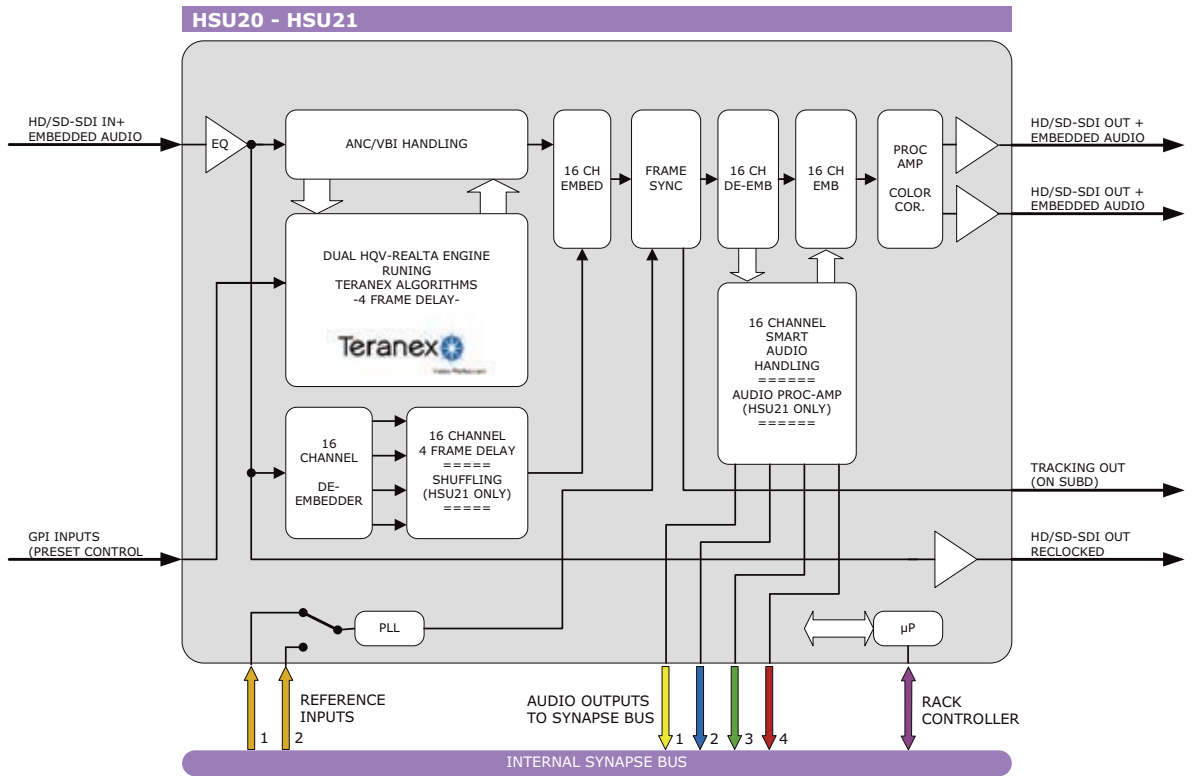 HSU20 - HSU21
HD/SD-SDI IN+
EMBEDDED AUDIO
EQ
ANC/VBI HANDLING
16 CH
EMBED
FRAME
SYNC
16 CH
DE-EMB
16 CH
EMB
PROC
AMP
COLOR
COR.
HD/SD-SDI OUT +
EMBEDDED AUDIO
HD/SD-SDI OUT +
EMBEDDED AUDIO
DUAL HQV-REALTA ENGINE
RUNING
TERANEX ALGORITHMS
-4 FRAME DELAY-
Teranex
16 CHANNEL
SMART
AUDIO
HANDLING
======
AUDIO PROC-AMP
(HSU21 ONLY)
======
16
CHANNEL
DE-
EMBEDDER
16 CHANNEL
4 FRAME DELAY
=====
SHUFFLING
(HSU21 ONLY)
=====
TRACKING OUT
(ON SUBD)
GPI INPUTS
(PRESET CONTROL
HD/SD-SDI OUT
RECLOCKED
PLL
µP
REFERENCE
INPUTS
1
2
AUDIO OUTPUTS
TO SYNAPSE BUS
1
2
3
4
RACK
CONTROLLER
INTERNAL SYNAPSE BUS